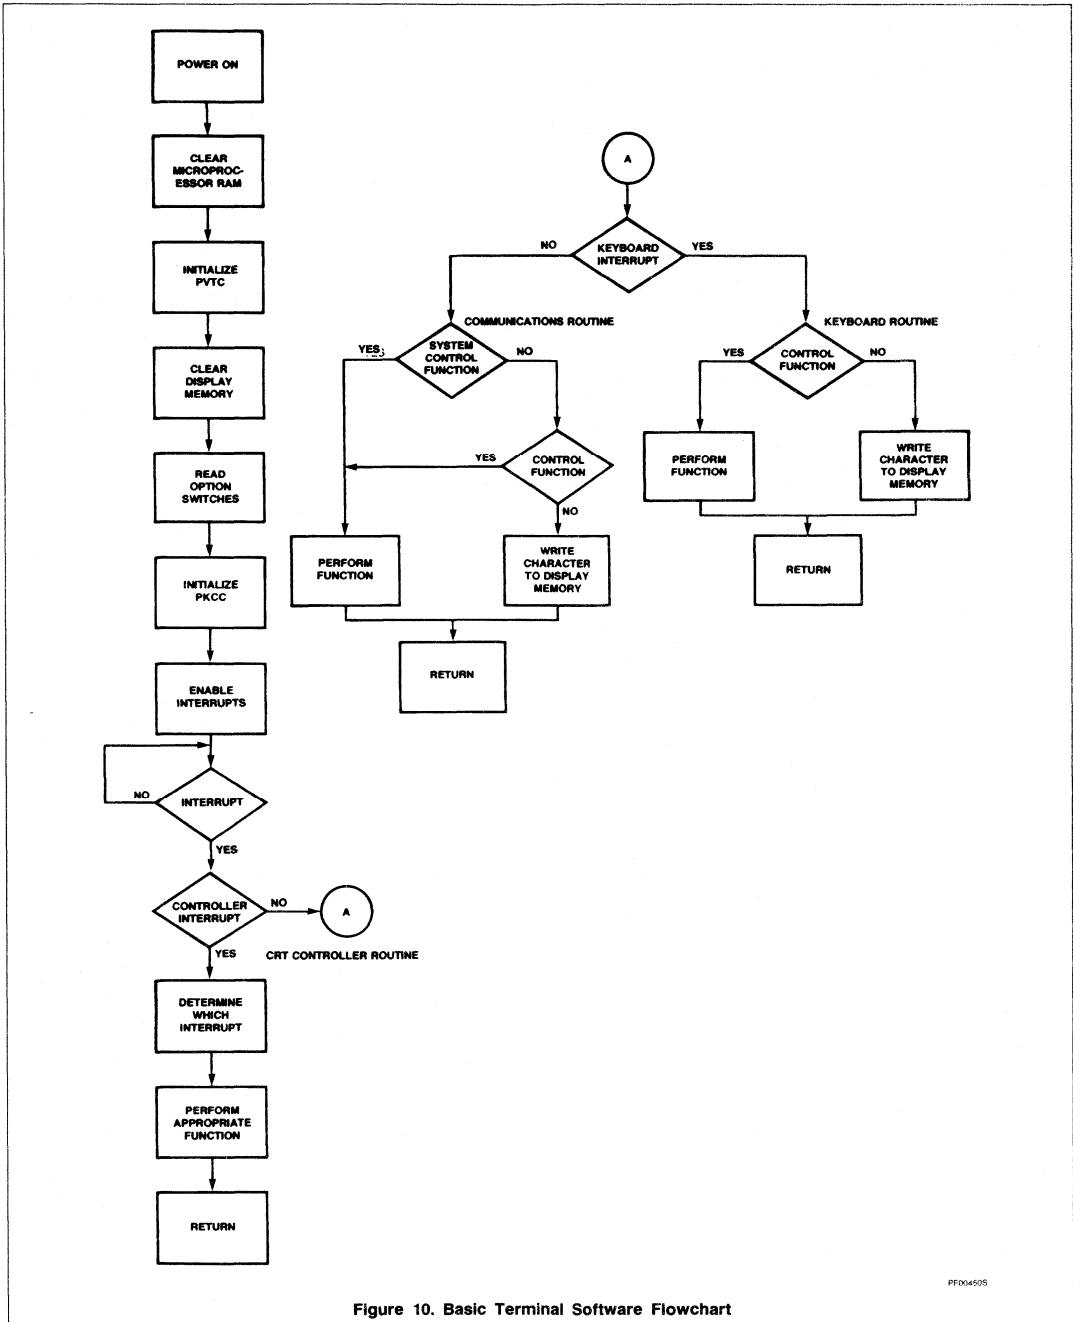 POWER ON
CLEAR
MICROPROC-
ESSOR RAM
INITIALIZE
PVTC
CLEAR
DISPLAY
MEMORY
READ
OPTION
SWITCHES
INITIALIZE
PKCC
ENABLE
INTERRUPTS
NO
INTERRUPT
YES
CONTROLLER
INTERRUPT
NO
A
YES
CRT CONTROLLER ROUTINE
DETERMINE
WHICH
INTERRUPT
PERFORM
APPROPRIATE
FUNCTION
RETURN
A
NO
KEYBOARD
INTERRUPT
YES
COMMUNICATIONS ROUTINE
YES
SYSTEM
CONTROL
FUNCTION
NO
YES
CONTROL
FUNCTION
NO
PERFORM
FUNCTION
WRITE
CHARACTER
TO DISPLAY
MEMORY
RETURN
KEYBOARD ROUTINE
YES
CONTROL
FUNCTION
NO
PERFORM
FUNCTION
WRITE
CHARACTER
TO DISPLAY
MEMORY
RETURN
PF00450S
Figure 10. Basic Terminal Software Flowchart